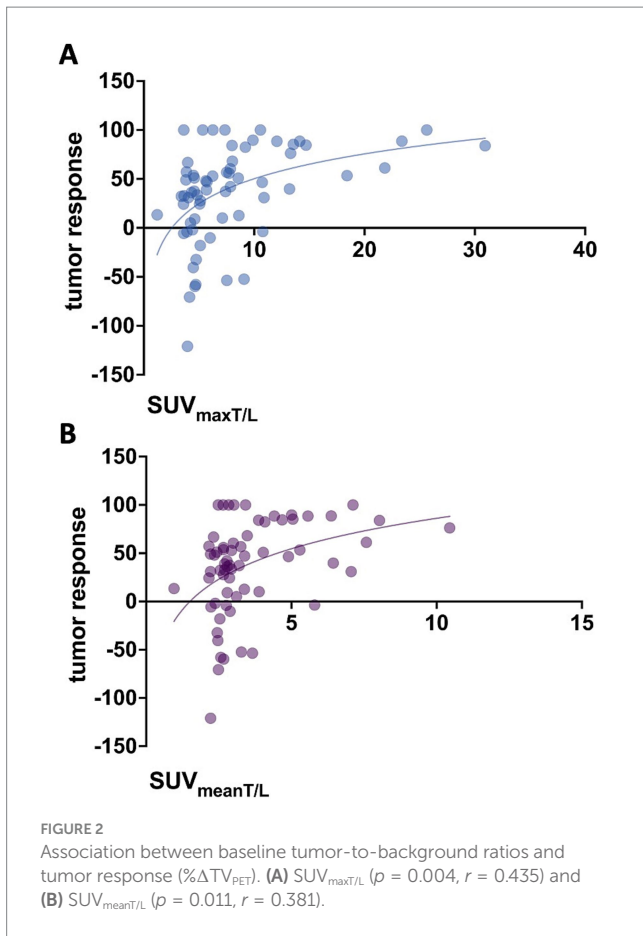 A
150
100
50
0
-50
-100
-150
10
20
30
40
tumor response
SUVmaxT/L
B
150
100
50
0
-50
-100
-150
5
10
15
tumor response
SUVmeanT/L
FIGURE 2
Association between baseline tumor-to-background ratios and
tumor response (%ΔTVPET). (A) SUVmaxT/L (p = 0.004, r = 0.435) and
(B) SUVmeanT/L (p = 0.011, r = 0.381).